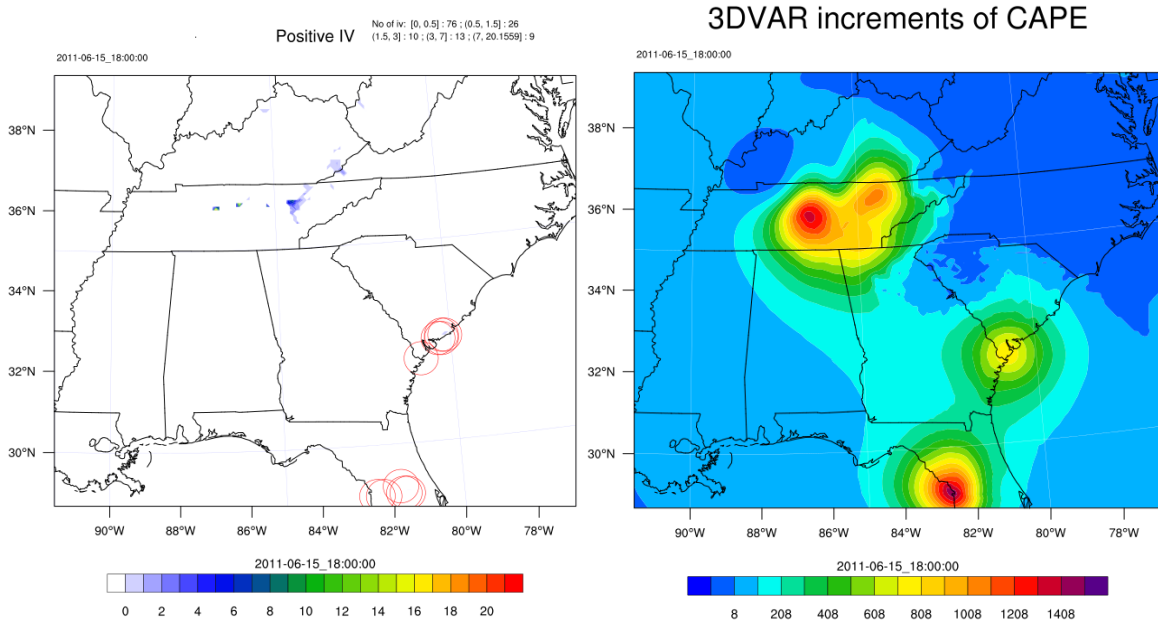 Positive IV
No of iv: [0, 0.5] : 76 ; (0.5, 1.5] : 26
(1.5, 3] : 10 ; (3, 7] : 13 ; (7, 20.1559] : 9
2011-06-15_18:00:00
38°N
36°N
34°N
32°N
30°N
90°W 88°W 86°W 84°W 82°W 80°W 78°W
2011-06-15_18:00:00
0 2 4 6 8 10 12 14 16 18 20
3DVAR increments of CAPE
2011-06-15_18:00:00
38°N
36°N
34°N
32°N
30°N
90°W 88°W 86°W 84°W 82°W 80°W 78°W
2011-06-15_18:00:00
8 208 408 608 808 1008 1208 1408